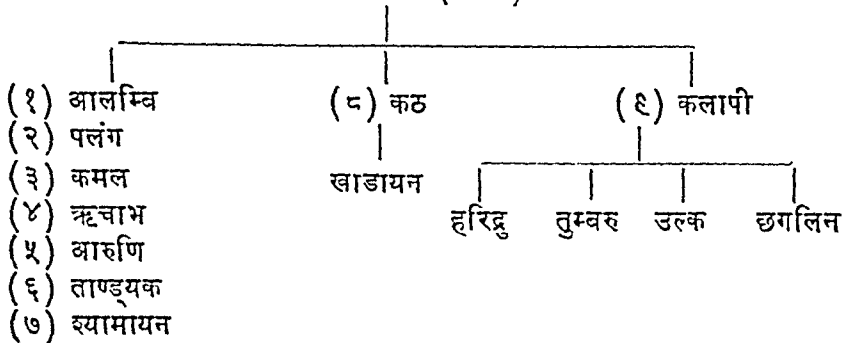 (१) आलम्वि (८) कठ (९) कलापी
(२) पलंग
(३) कमल खाडायन
(४) ऋचाभ हरिद्रु तुम्वरु उल्क छगलिन
(५) आरुणि
(६) ताण्ड्यक
(७) श्यामायन